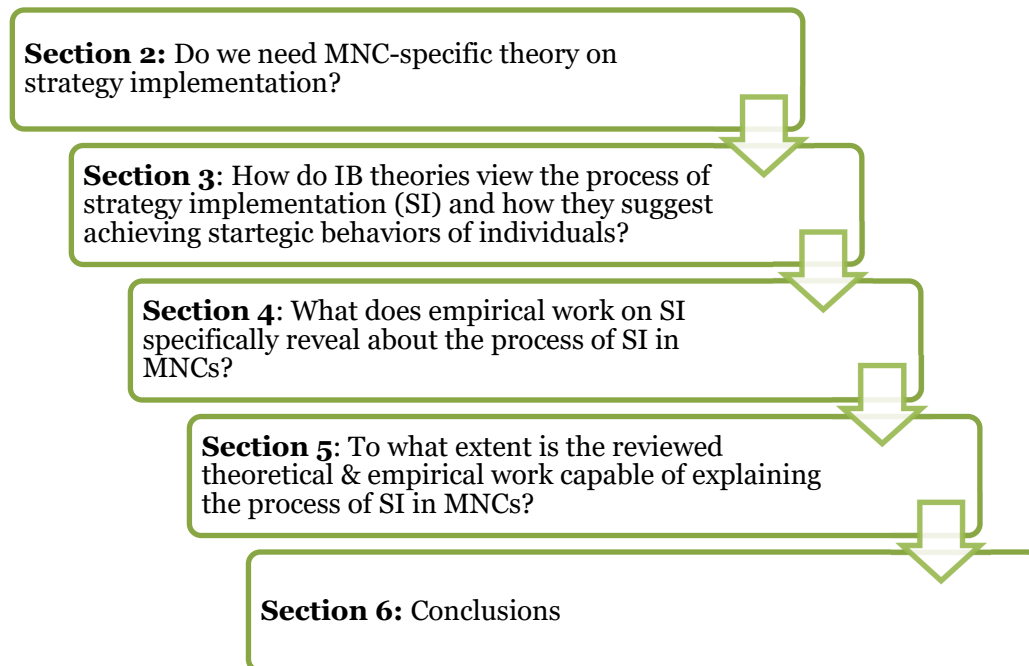 Section 2: Do we need MNC-specific theory on
strategy implementation?
Section 3: How do IB theories view the process of
strategy implementation (SI) and how they suggest
achieving startegic behaviors of individuals?
Section 4: What does empirical work on SI
specifically reveal about the process of SI in
MNCs?
Section 5: To what extent is the reviewed
theoretical & empirical work capable of explaining
the process of SI in MNCs?
Section 6: Conclusions